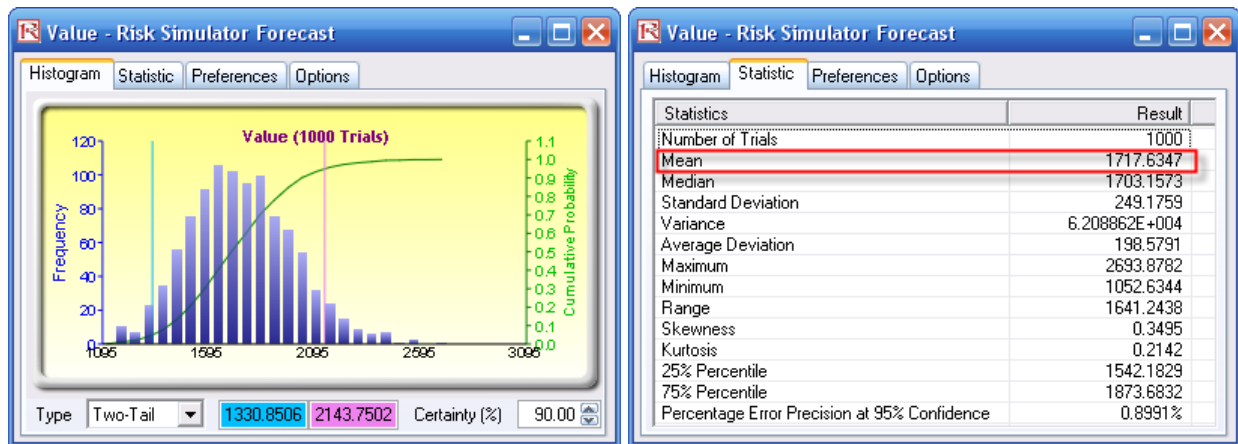 Value - Risk Simulator Forecast
Histogram Statistic Preferences Options
Value (1000 Trials)
Frequency
120
100
80
60
40
20
0
1.1
1.0
0.9
0.8
0.7
0.6
0.5
0.4
0.3
0.2
0.1
0.0
Cumulative Probability
1095 1595 2095 2595 3095
Type Two-Tail 1330.8506 2143.7502 Certainty (%) 90.00
Value - Risk Simulator Forecast
Histogram Statistic Preferences Options
Statistics Result
Number of Trials 1000
Mean 1717.6347
Median 1703.1573
Standard Deviation 249.1759
Variance 6.208862E+004
Average Deviation 198.5791
Maximum 2693.8782
Minimum 1052.6344
Range 1641.2438
Skewness 0.3495
Kurtosis 0.2142
25% Percentile 1542.1829
75% Percentile 1873.6832
Percentage Error Precision at 95% Confidence 0.8991%